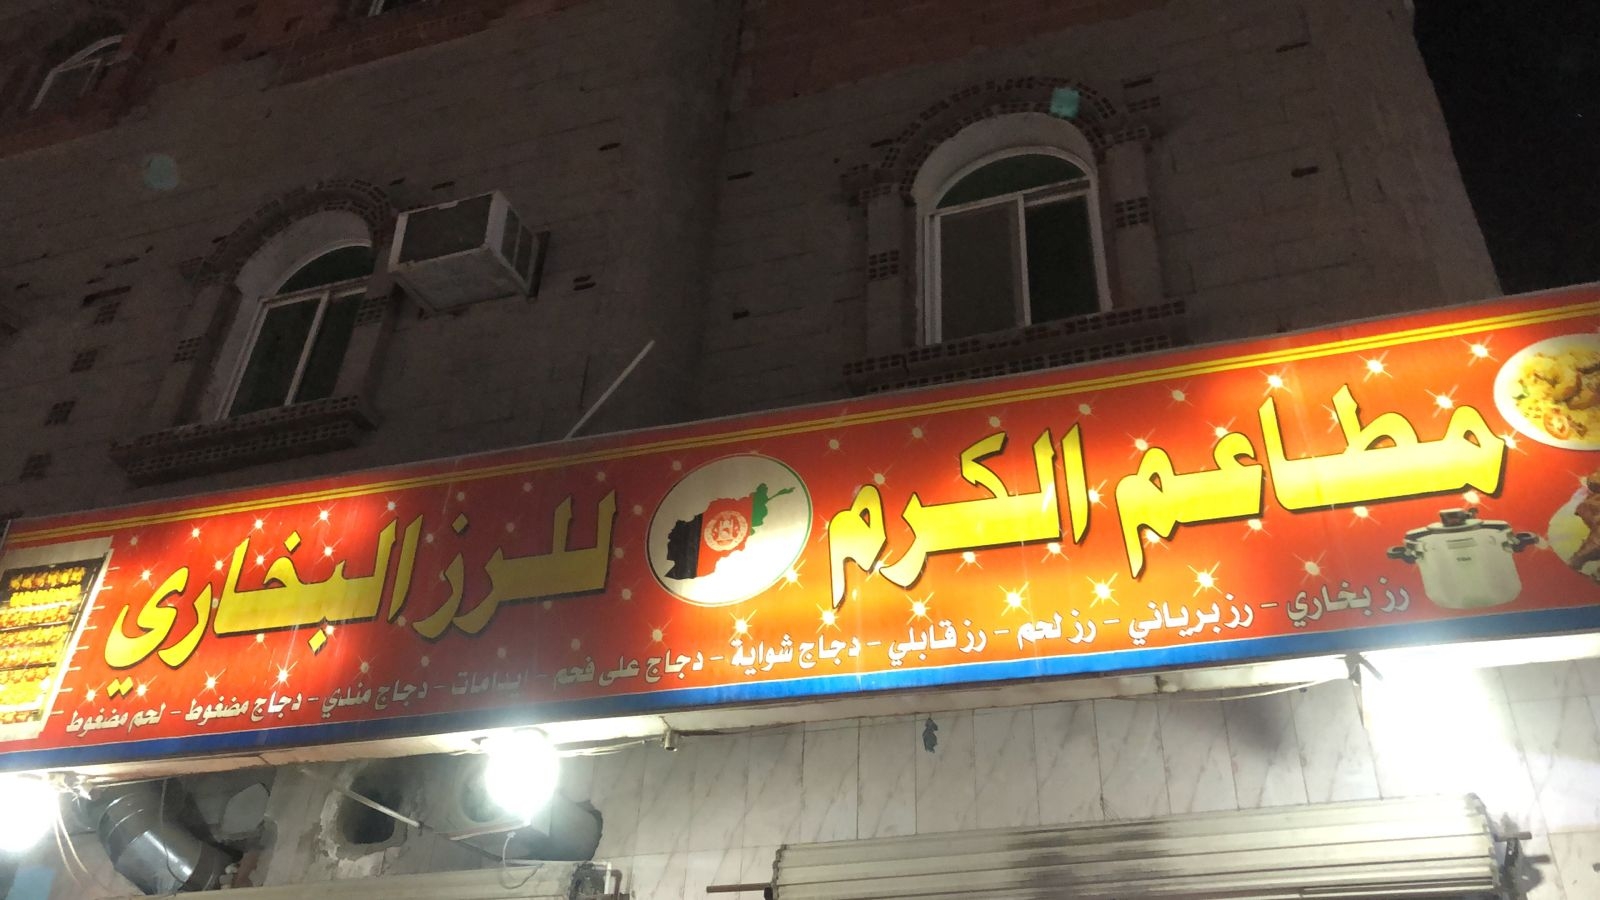 مطاعم الكرم للرز البخاري
رز بخاري - رز برياني - رز لحم - رز قابلي - دجاج شواية - دجاج على فحم - ايدامات - دجاج مندي - دجاج مضغوط - لحم مضغوط